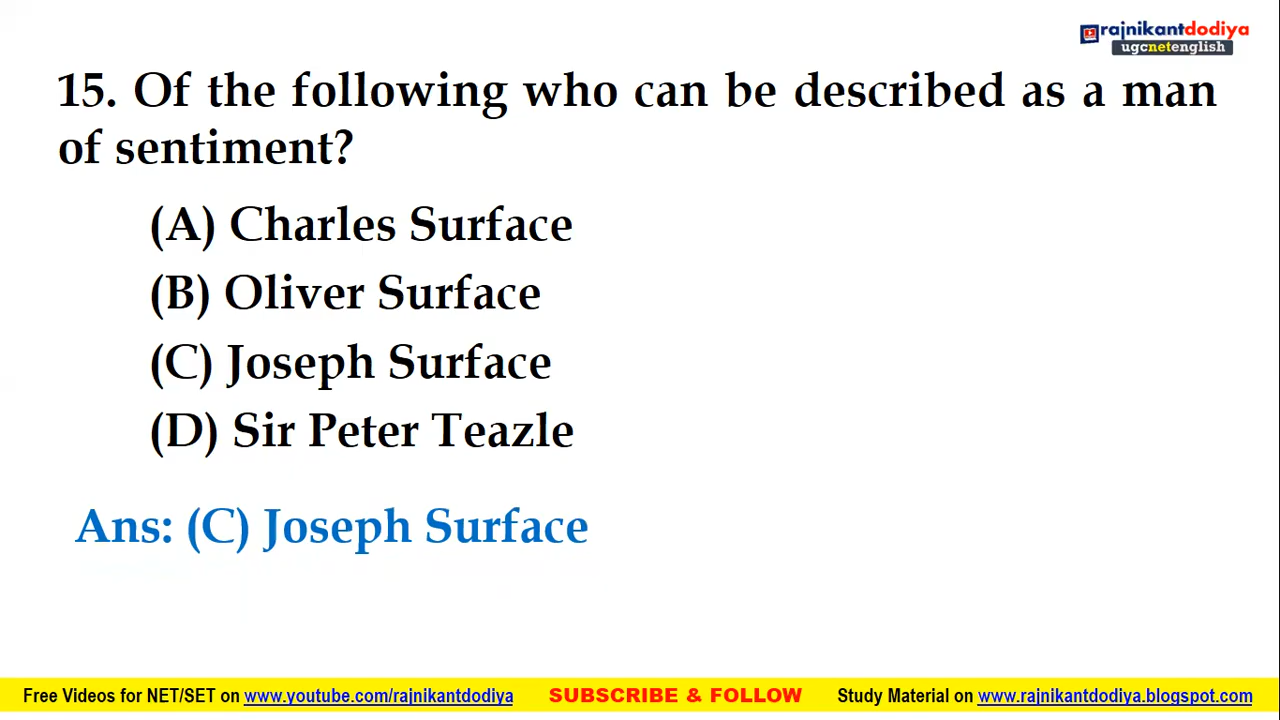 rajnikantdodiya
ugcnetenglish
15. Of the following who can be described as a man
of sentiment?
(A) Charles Surface
(B) Oliver Surface
(C) Joseph Surface
(D) Sir Peter Teazle
Ans: (C) Joseph Surface
Free Videos for NET/SET on www.youtube.com/rajnikantdodiya SUBSCRIBE & FOLLOW Study Material on www.rajnikantdodiya.blogspot.com